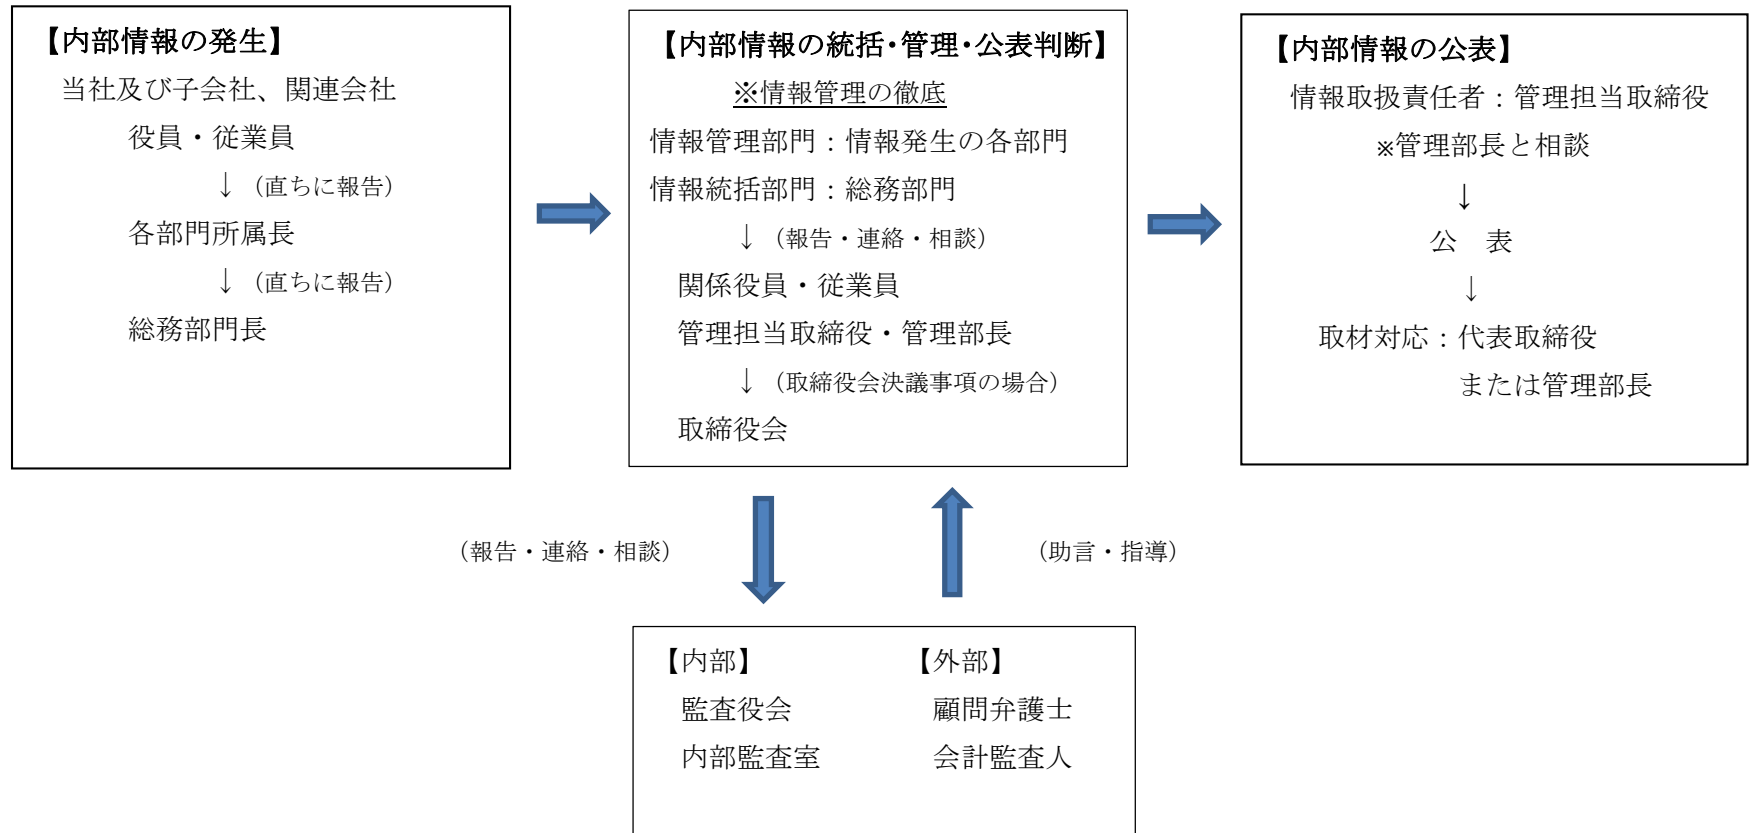 【内部情報の発生】
当社及び子会社、関連会社
役員・従業員
↓（直ちに報告）
各部門所属長
↓（直ちに報告）
総務部門長
【内部情報の統括・管理・公表判断】
※情報管理の徹底
情報管理部門：情報発生の各部門
情報統括部門：総務部門
↓（報告・連絡・相談）
関係役員・従業員
管理担当取締役・管理部長
↓（取締役会決議事項の場合）
取締役会
【内部情報の公表】
情報取扱責任者：管理担当取締役
※管理部長と相談
↓
公　表
↓
取材対応：代表取締役
または管理部長
（報告・連絡・相談）
（助言・指導）
【内部】
監査役会
内部監査室
【外部】
顧問弁護士
会計監査人